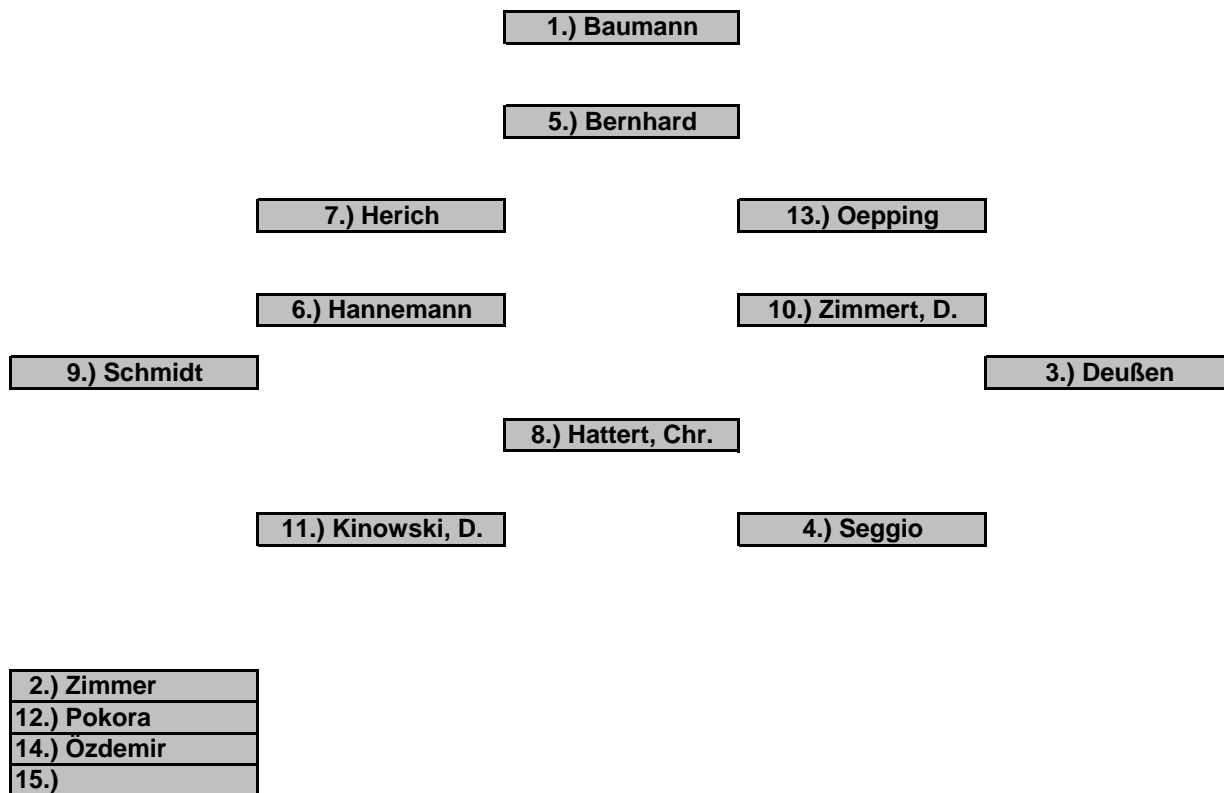 1.) Baumann
5.) Bernhard
7.) Herich
13.) Oepping
6.) Hannemann
10.) Zimmert, D.
9.) Schmidt
3.) Deußen
8.) Hattert, Chr.
11.) Kinowski, D.
4.) Seggio
2.) Zimmer
12.) Pokora
14.) Özdemir
15.)